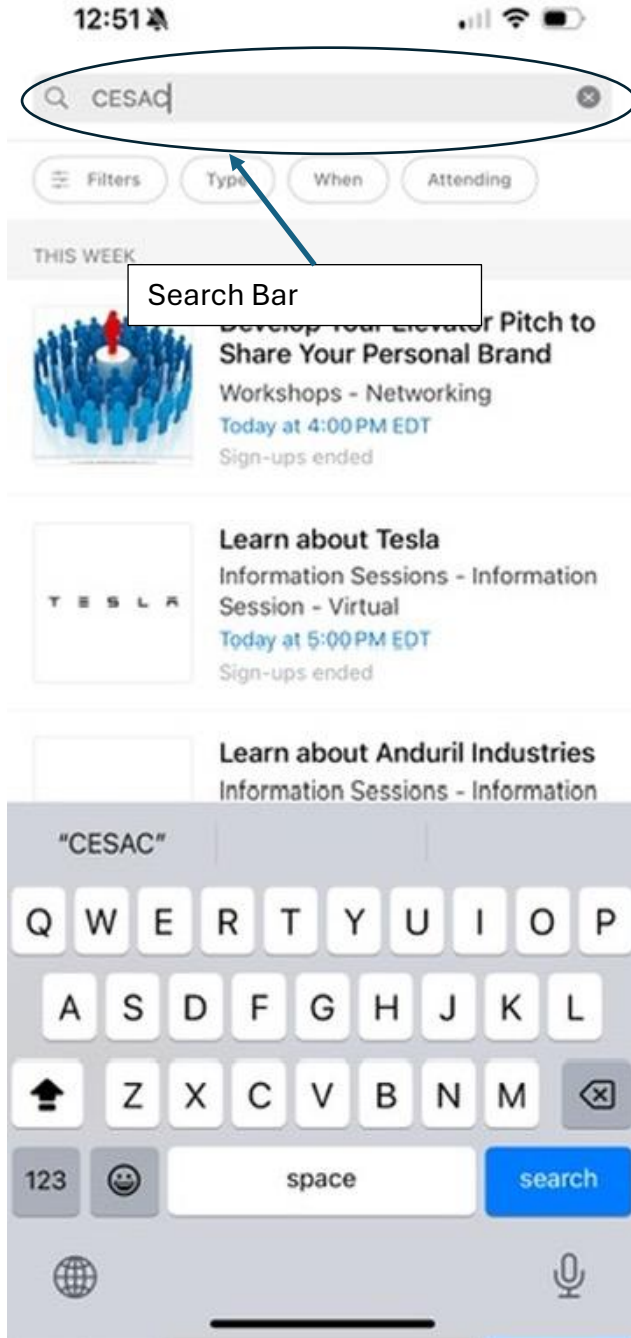 12:51
CESAC
Filters Type When Attending
THIS WEEK
Search Bar
Develop Your Elevator Pitch to
Share Your Personal Brand
Workshops - Networking
Today at 4:00 PM EDT
Sign-ups ended
TESLA
Learn about Tesla
Information Sessions - Information
Session - Virtual
Today at 5:00 PM EDT
Sign-ups ended
Learn about Anduril Industries
Information Sessions - Information
"CESAC"
Q W E R T Y U I O P
A S D F G H J K L
Z X C V B N M
123 space search